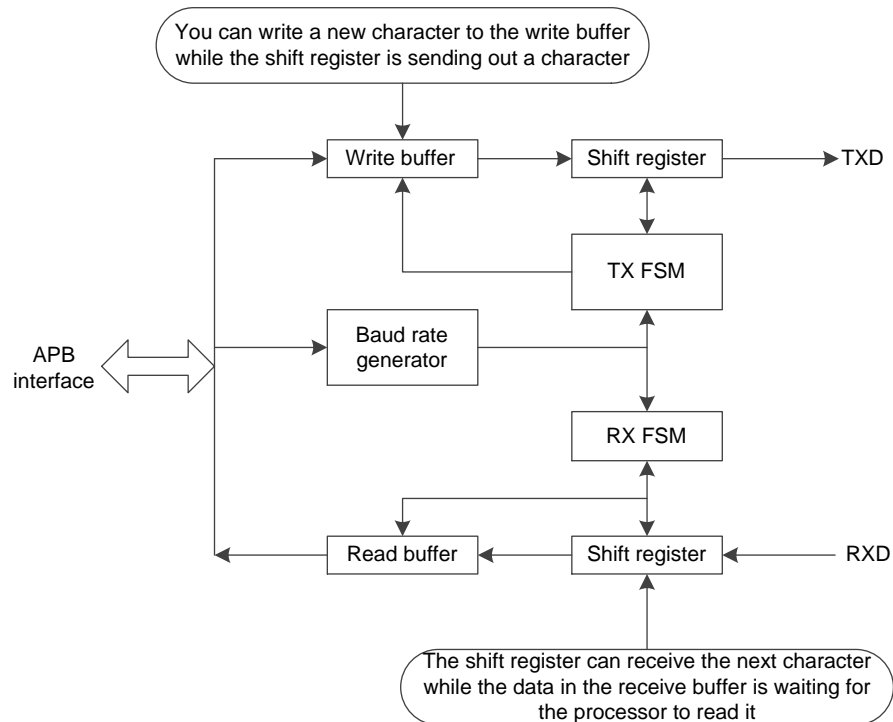 You can write a new character to the write buffer
while the shift register is sending out a character
Write buffer
Shift register
TXD
TX FSM
Baud rate
generator
APB
interface
RX FSM
Read buffer
Shift register
RXD
The shift register can receive the next character
while the data in the receive buffer is waiting for
the processor to read it